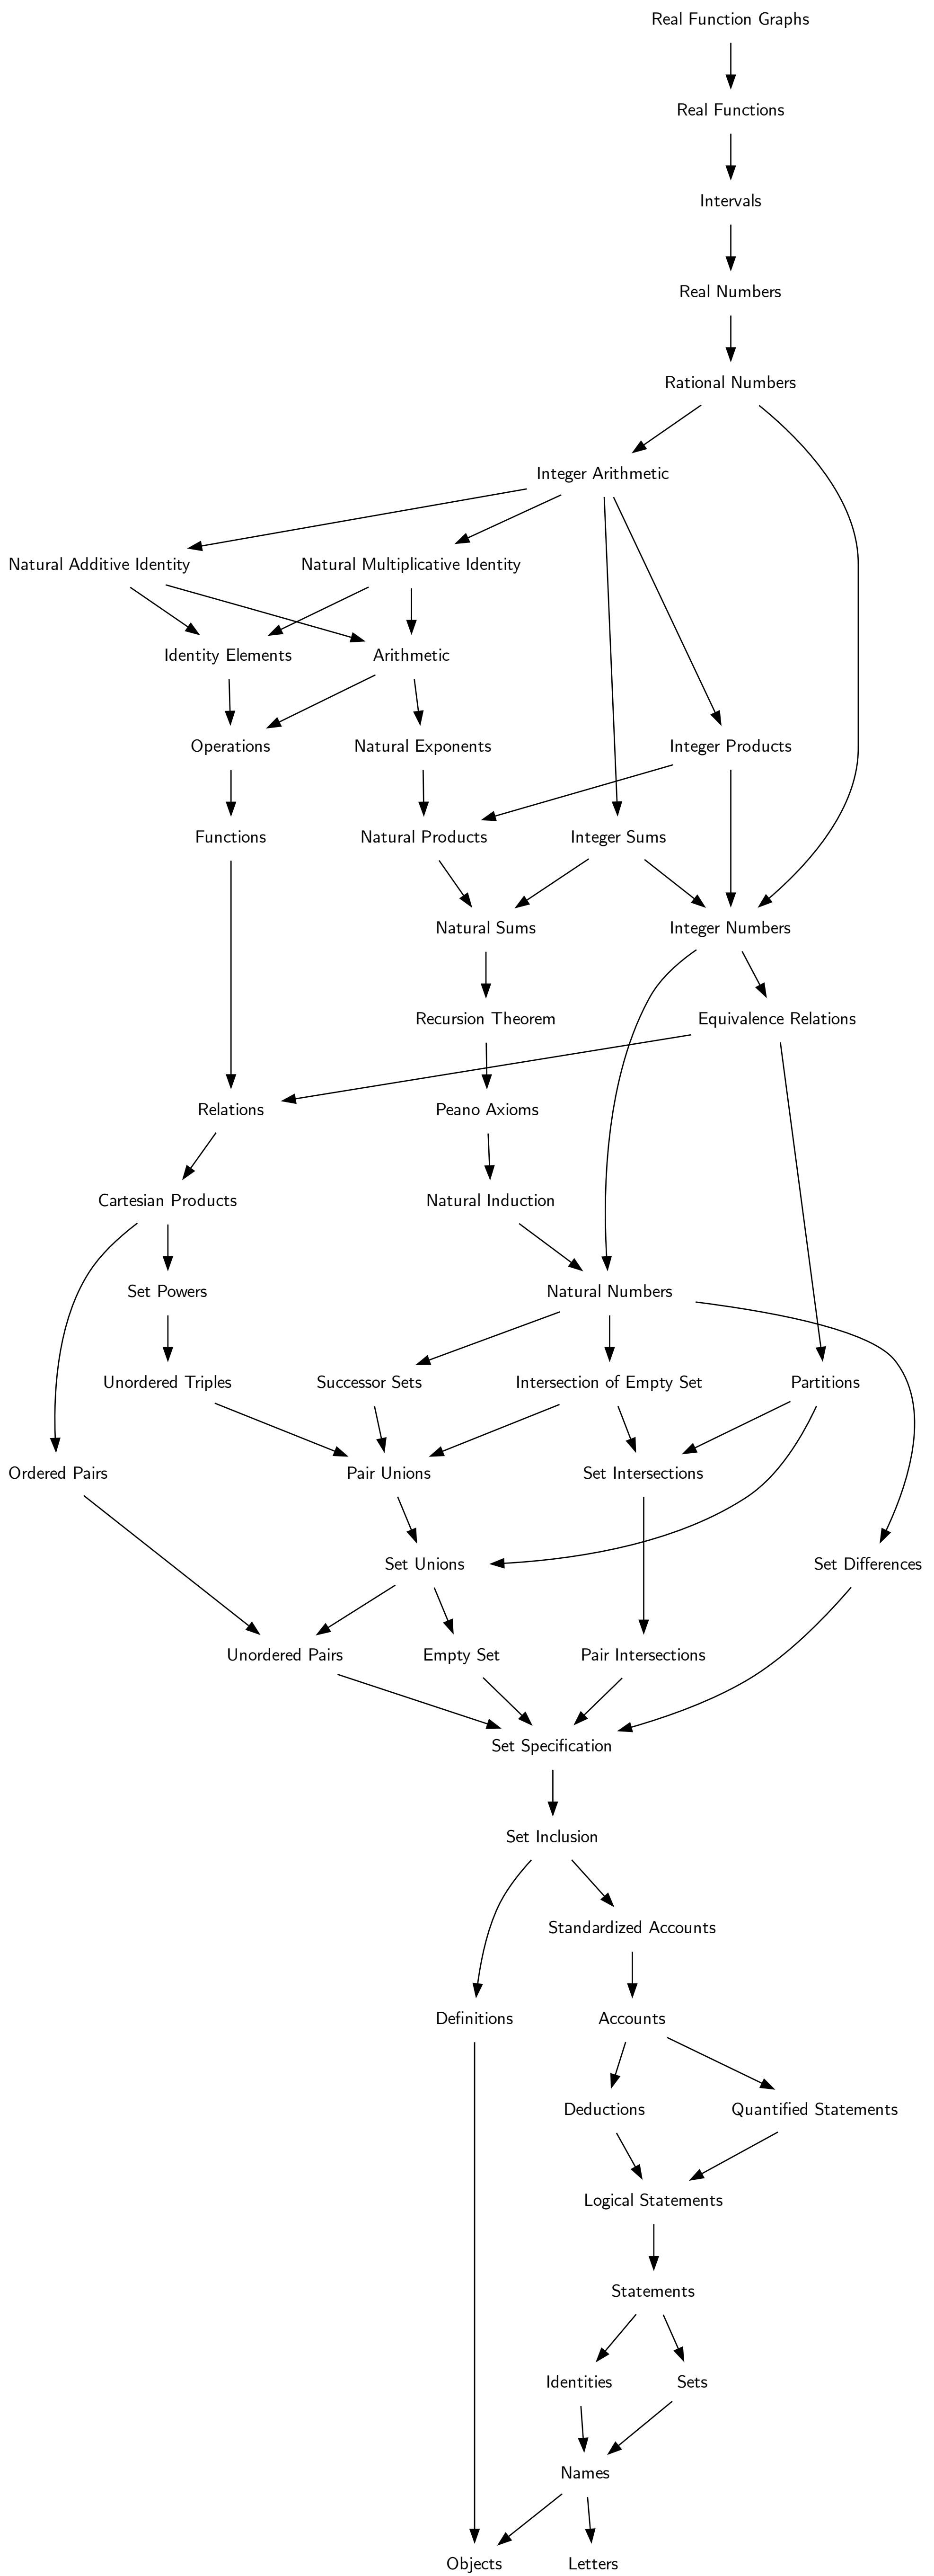 Real Function Graphs
Real Functions
Intervals
Real Numbers
Rational Numbers
Integer Arithmetic
Natural Additive Identity
Natural Multiplicative Identity
Identity Elements
Arithmetic
Operations
Natural Exponents
Integer Products
Functions
Natural Products
Integer Sums
Natural Sums
Integer Numbers
Recursion Theorem
Equivalence Relations
Relations
Peano Axioms
Cartesian Products
Natural Induction
Set Powers
Natural Numbers
Unordered Triples
Successor Sets
Intersection of Empty Set
Partitions
Ordered Pairs
Pair Unions
Set Intersections
Set Unions
Set Differences
Unordered Pairs
Empty Set
Pair Intersections
Set Specification
Set Inclusion
Standardized Accounts
Definitions
Accounts
Deductions
Quantified Statements
Logical Statements
Statements
Identities
Sets
Names
Objects
Letters